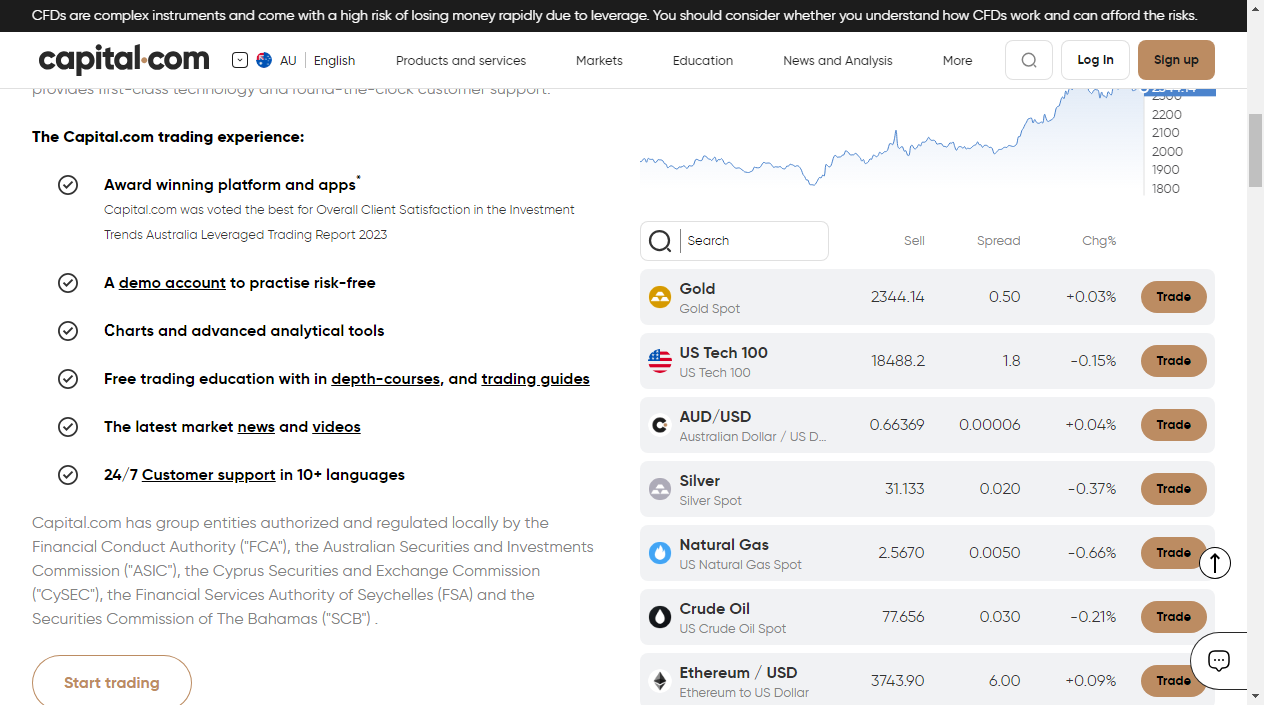 CFDs are complex instruments and come with a high risk of losing money rapidly due to leverage. You should consider whether you understand how CFDs work and can afford the risks.
capital.com
AU English
Products and services
Markets
Education
News and Analysis
More
Log In
Sign up
provides first-class technology and round-the-clock customer support.
The Capital.com trading experience:
Award winning platform and apps*
Capital.com was voted the best for Overall Client Satisfaction in the Investment
Trends Australia Leveraged Trading Report 2023
A demo account to practise risk-free
Charts and advanced analytical tools
Free trading education with in depth-courses, and trading guides
The latest market news and videos
24/7 Customer support in 10+ languages
Capital.com has group entities authorized and regulated locally by the
Financial Conduct Authority ("FCA"), the Australian Securities and Investments
Commission ("ASIC"), the Cyprus Securities and Exchange Commission
("CySEC"), the Financial Services Authority of Seychelles (FSA) and the
Securities Commission of The Bahamas ("SCB") .
Start trading
2300
2200
2100
2000
1900
1800
Search Sell Spread Chg%
Gold 2344.14 0.50 +0.03% Trade
Gold Spot
US Tech 100 18488.2 1.8 -0.15% Trade
US Tech 100
AUD/USD 0.66369 0.00006 +0.04% Trade
Australian Dollar / US D...
Silver 31.133 0.020 -0.37% Trade
Silver Spot
Natural Gas 2.5670 0.0050 -0.66% Trade
US Natural Gas Spot
Crude Oil 77.656 0.030 -0.21% Trade
US Crude Oil Spot
Ethereum / USD 3743.90 6.00 +0.09% Trade
Ethereum to US Dollar